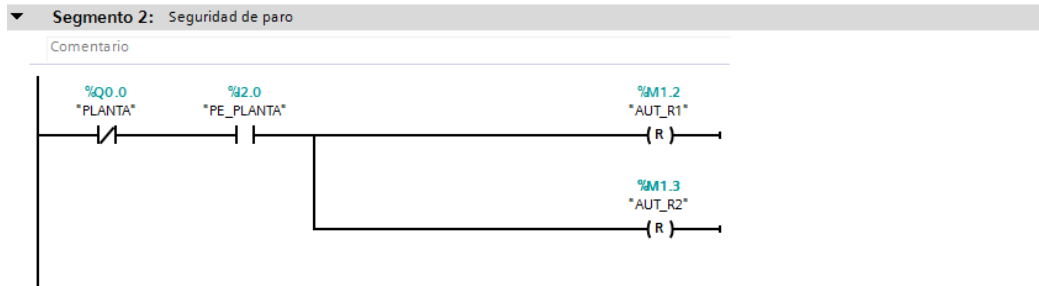 Segmento 2: Seguridad de paro
Comentario
%Q0.0 %I2.0 %M1.2
"PLANTA" "PE_PLANTA" "AUT_R1"
( R )
%M1.3
"AUT_R2"
( R )